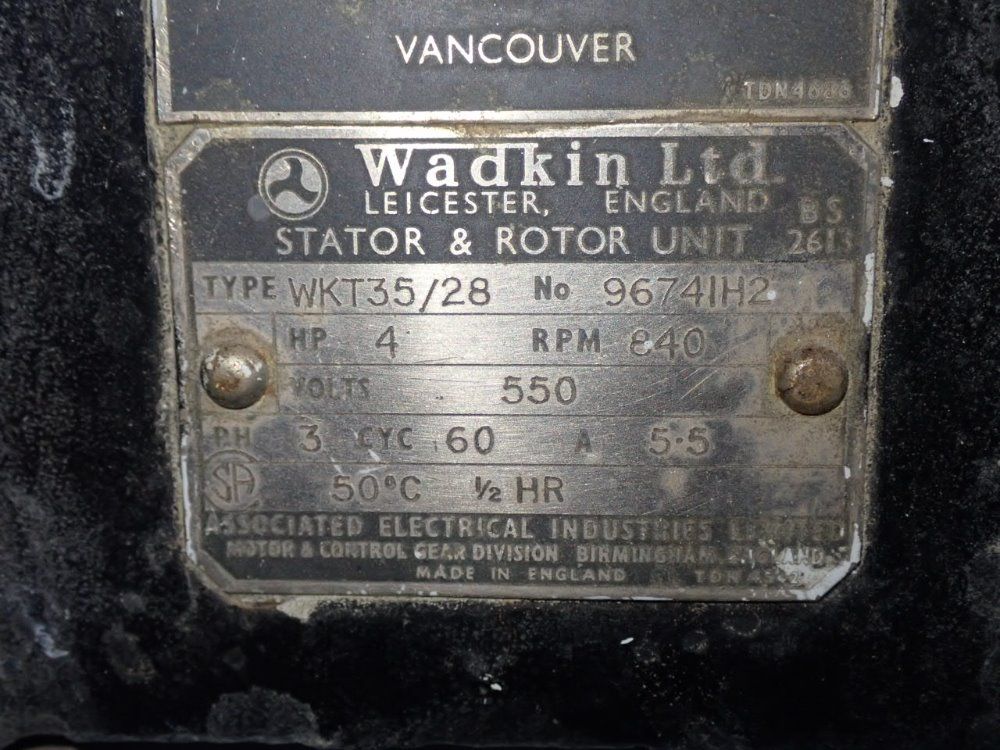 VANCOUVER
Wadkin Ltd.
LEICESTER, ENGLAND
BS 2613
STATOR & ROTOR UNIT
TYPE WKT35/28 No 96741H2
HP 4 RPM 840
VOLTS 550
PH 3 CYC 60 A 5·5
SA 50°C ½ HR
ASSOCIATED ELECTRICAL INDUSTRIES LIMITED
MOTOR & CONTROL GEAR DIVISION BIRMINGHAM ENGLAND
MADE IN ENGLAND